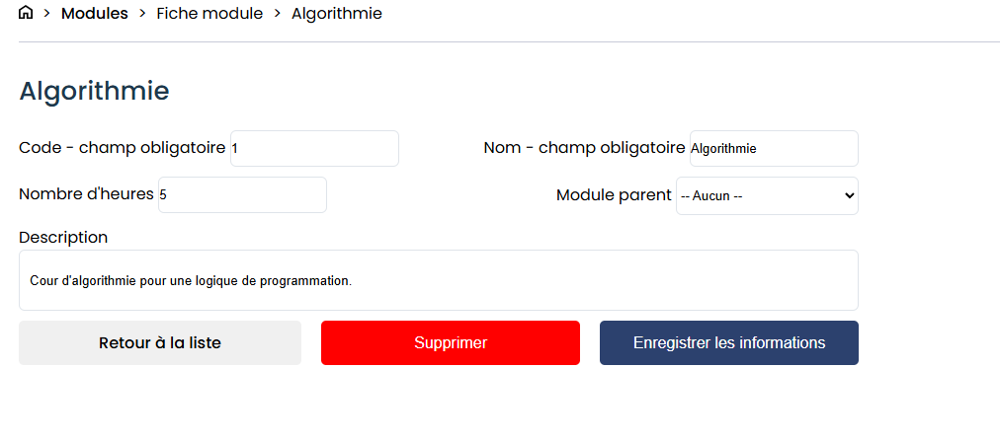 > Modules > Fiche module > Algorithmie
Algorithmie
Code - champ obligatoire 1 Nom - champ obligatoire Algorithmie
Nombre d'heures 5 Module parent -- Aucun --
Description
Cour d'algorithmie pour une logique de programmation.
Retour à la liste Supprimer Enregistrer les informations